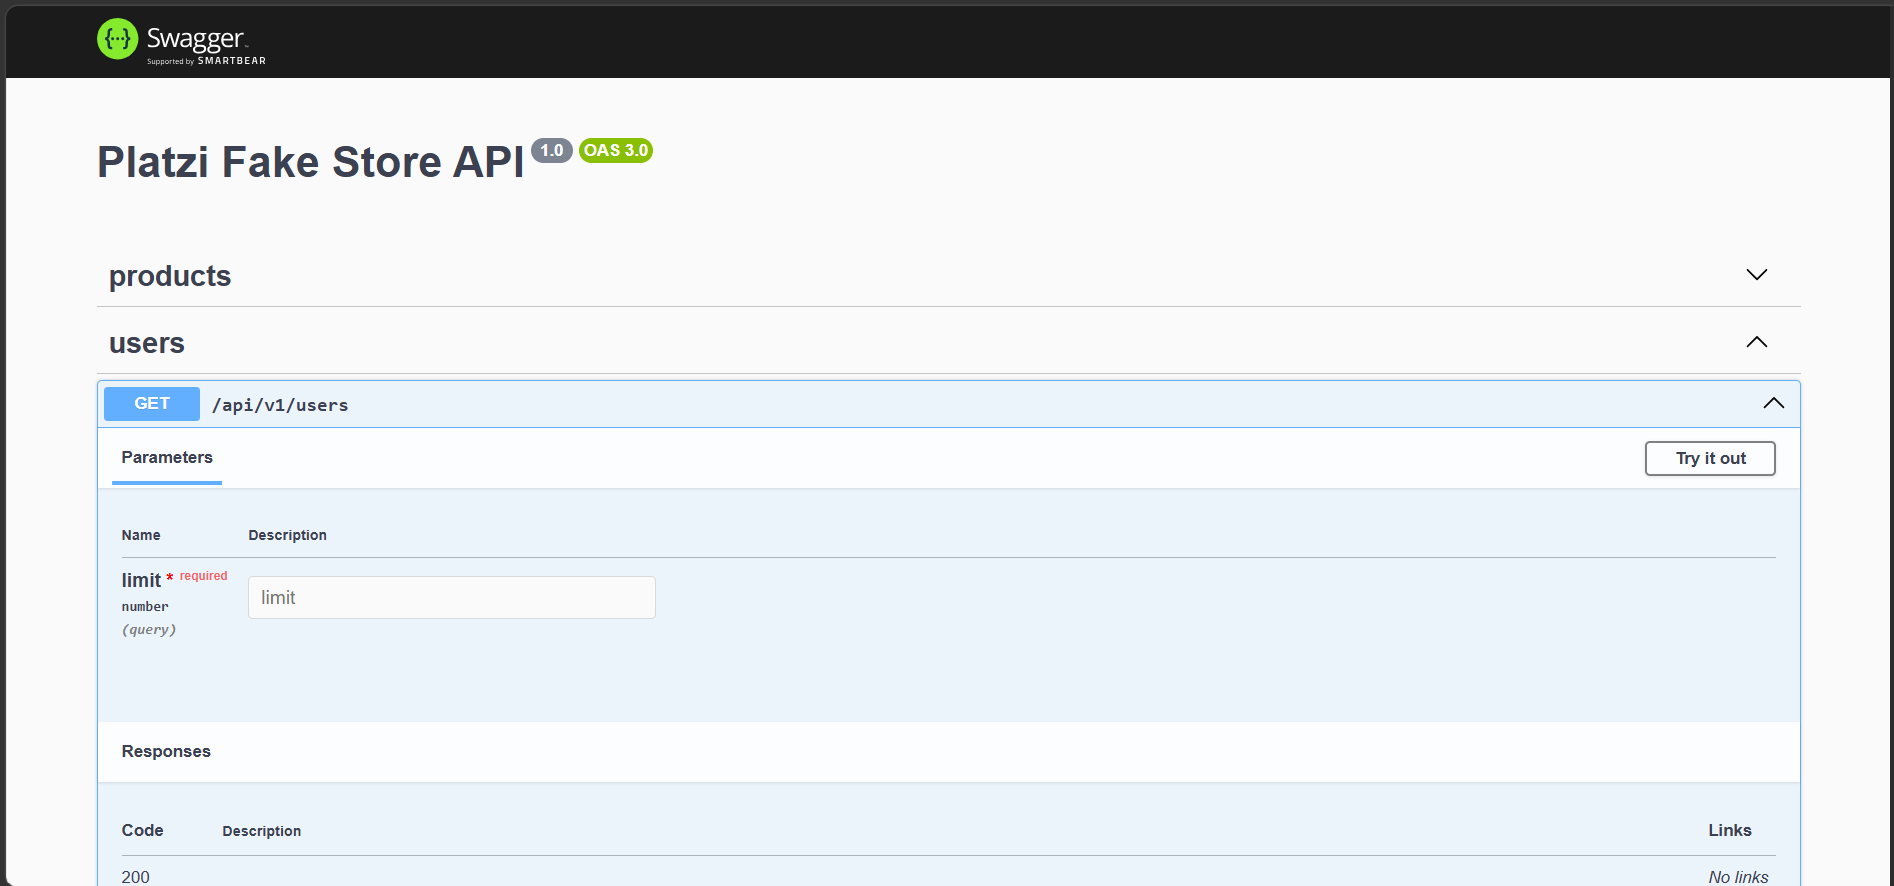 Swagger
Supported by SMARTBEAR
Platzi Fake Store API 1.0 OAS 3.0
products
users
GET /api/v1/users
Parameters Try it out
Name Description
limit * required limit
number
(query)
Responses
Code Description Links
200 No links